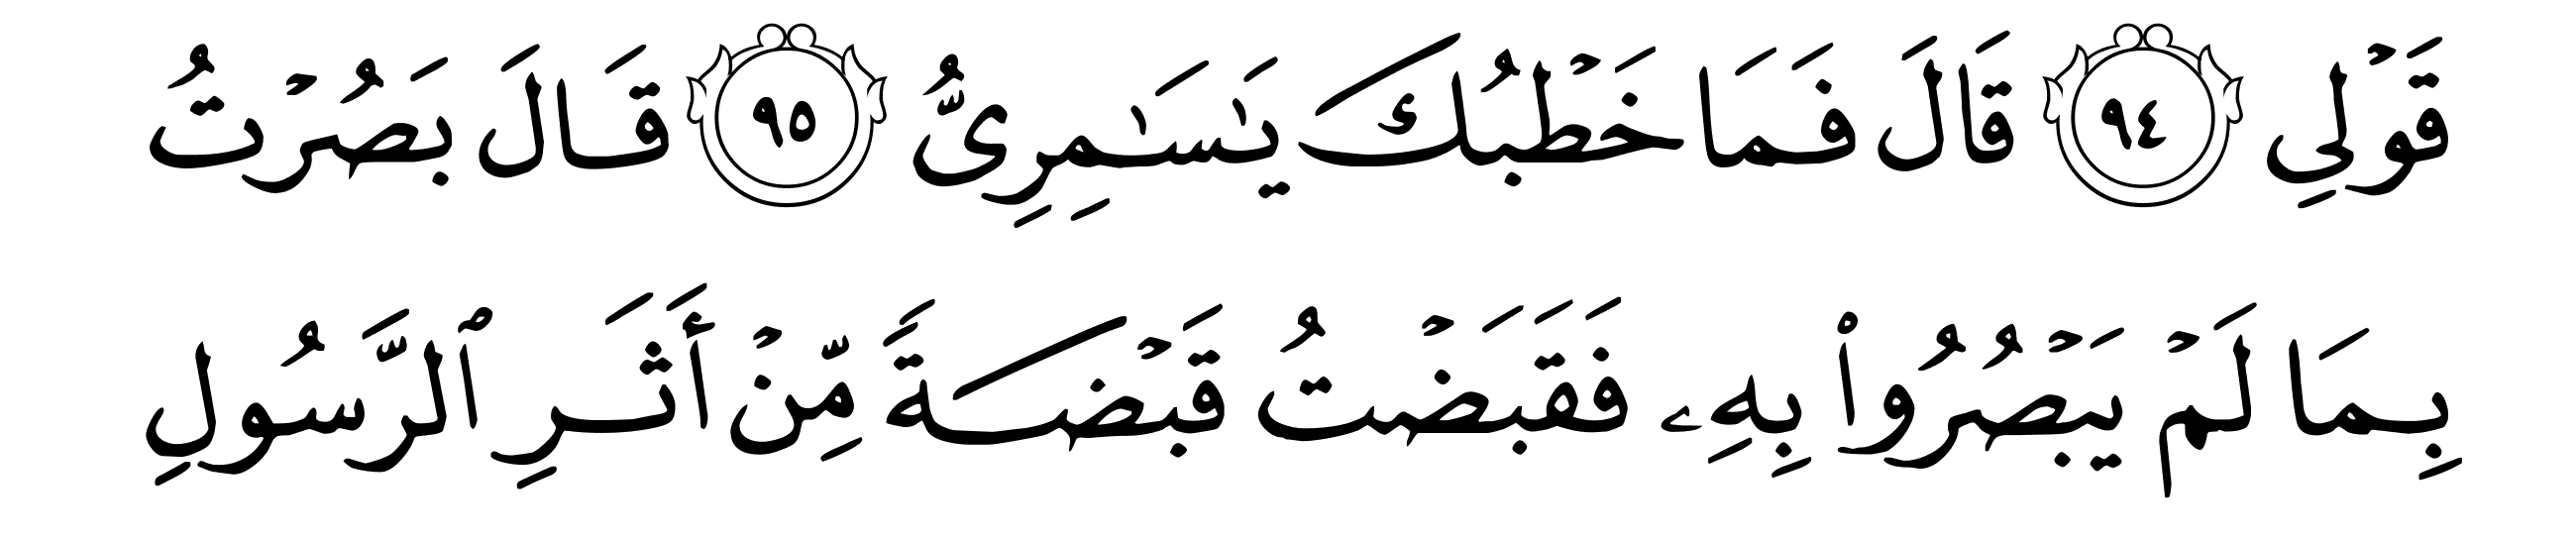 قَوۡلِي ٩٤ قَالَ فَمَا خَطۡبُكَ يَٰسَٰمِرِيُّ ٩٥ قَالَ بَصُرۡتُ
بِمَا لَمۡ يَبۡصُرُواْ بِهِۦ فَقَبَضۡتُ قَبۡضَةٗ مِّنۡ أَثَرِ ٱلرَّسُولِ